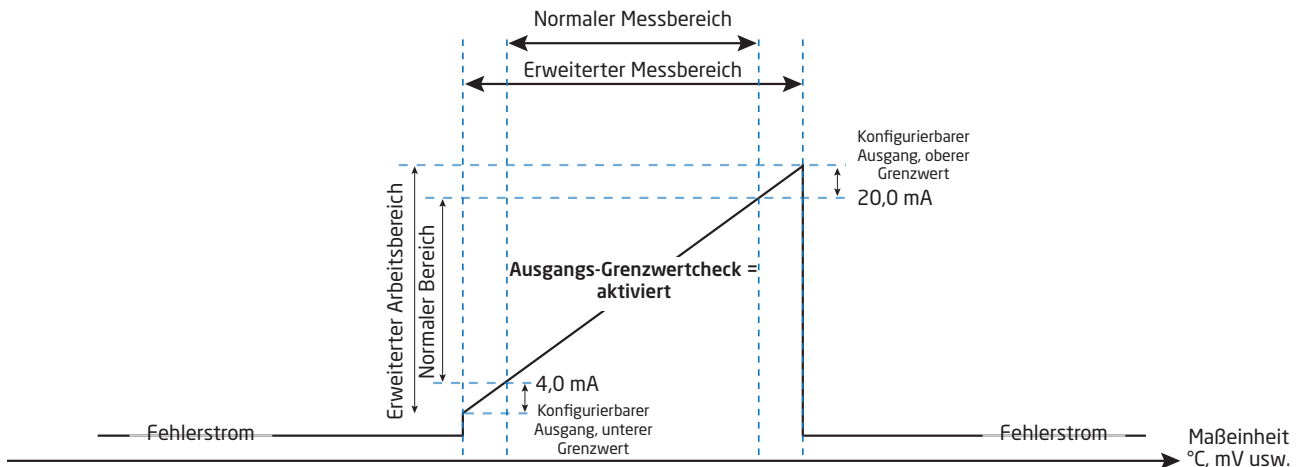 Normaler Messbereich
Erweiterter Messbereich
Konfigurierbarer
Ausgang, oberer
Grenzwert
20,0 mA
Erweiterter Arbeitsbereich
Normaler Bereich
Ausgangs-Grenzwertcheck =
aktiviert
4,0 mA
Konfigurierbarer
Ausgang, unterer
Grenzwert
Fehlerstrom
Fehlerstrom
Maßeinheit
°C, mV usw.